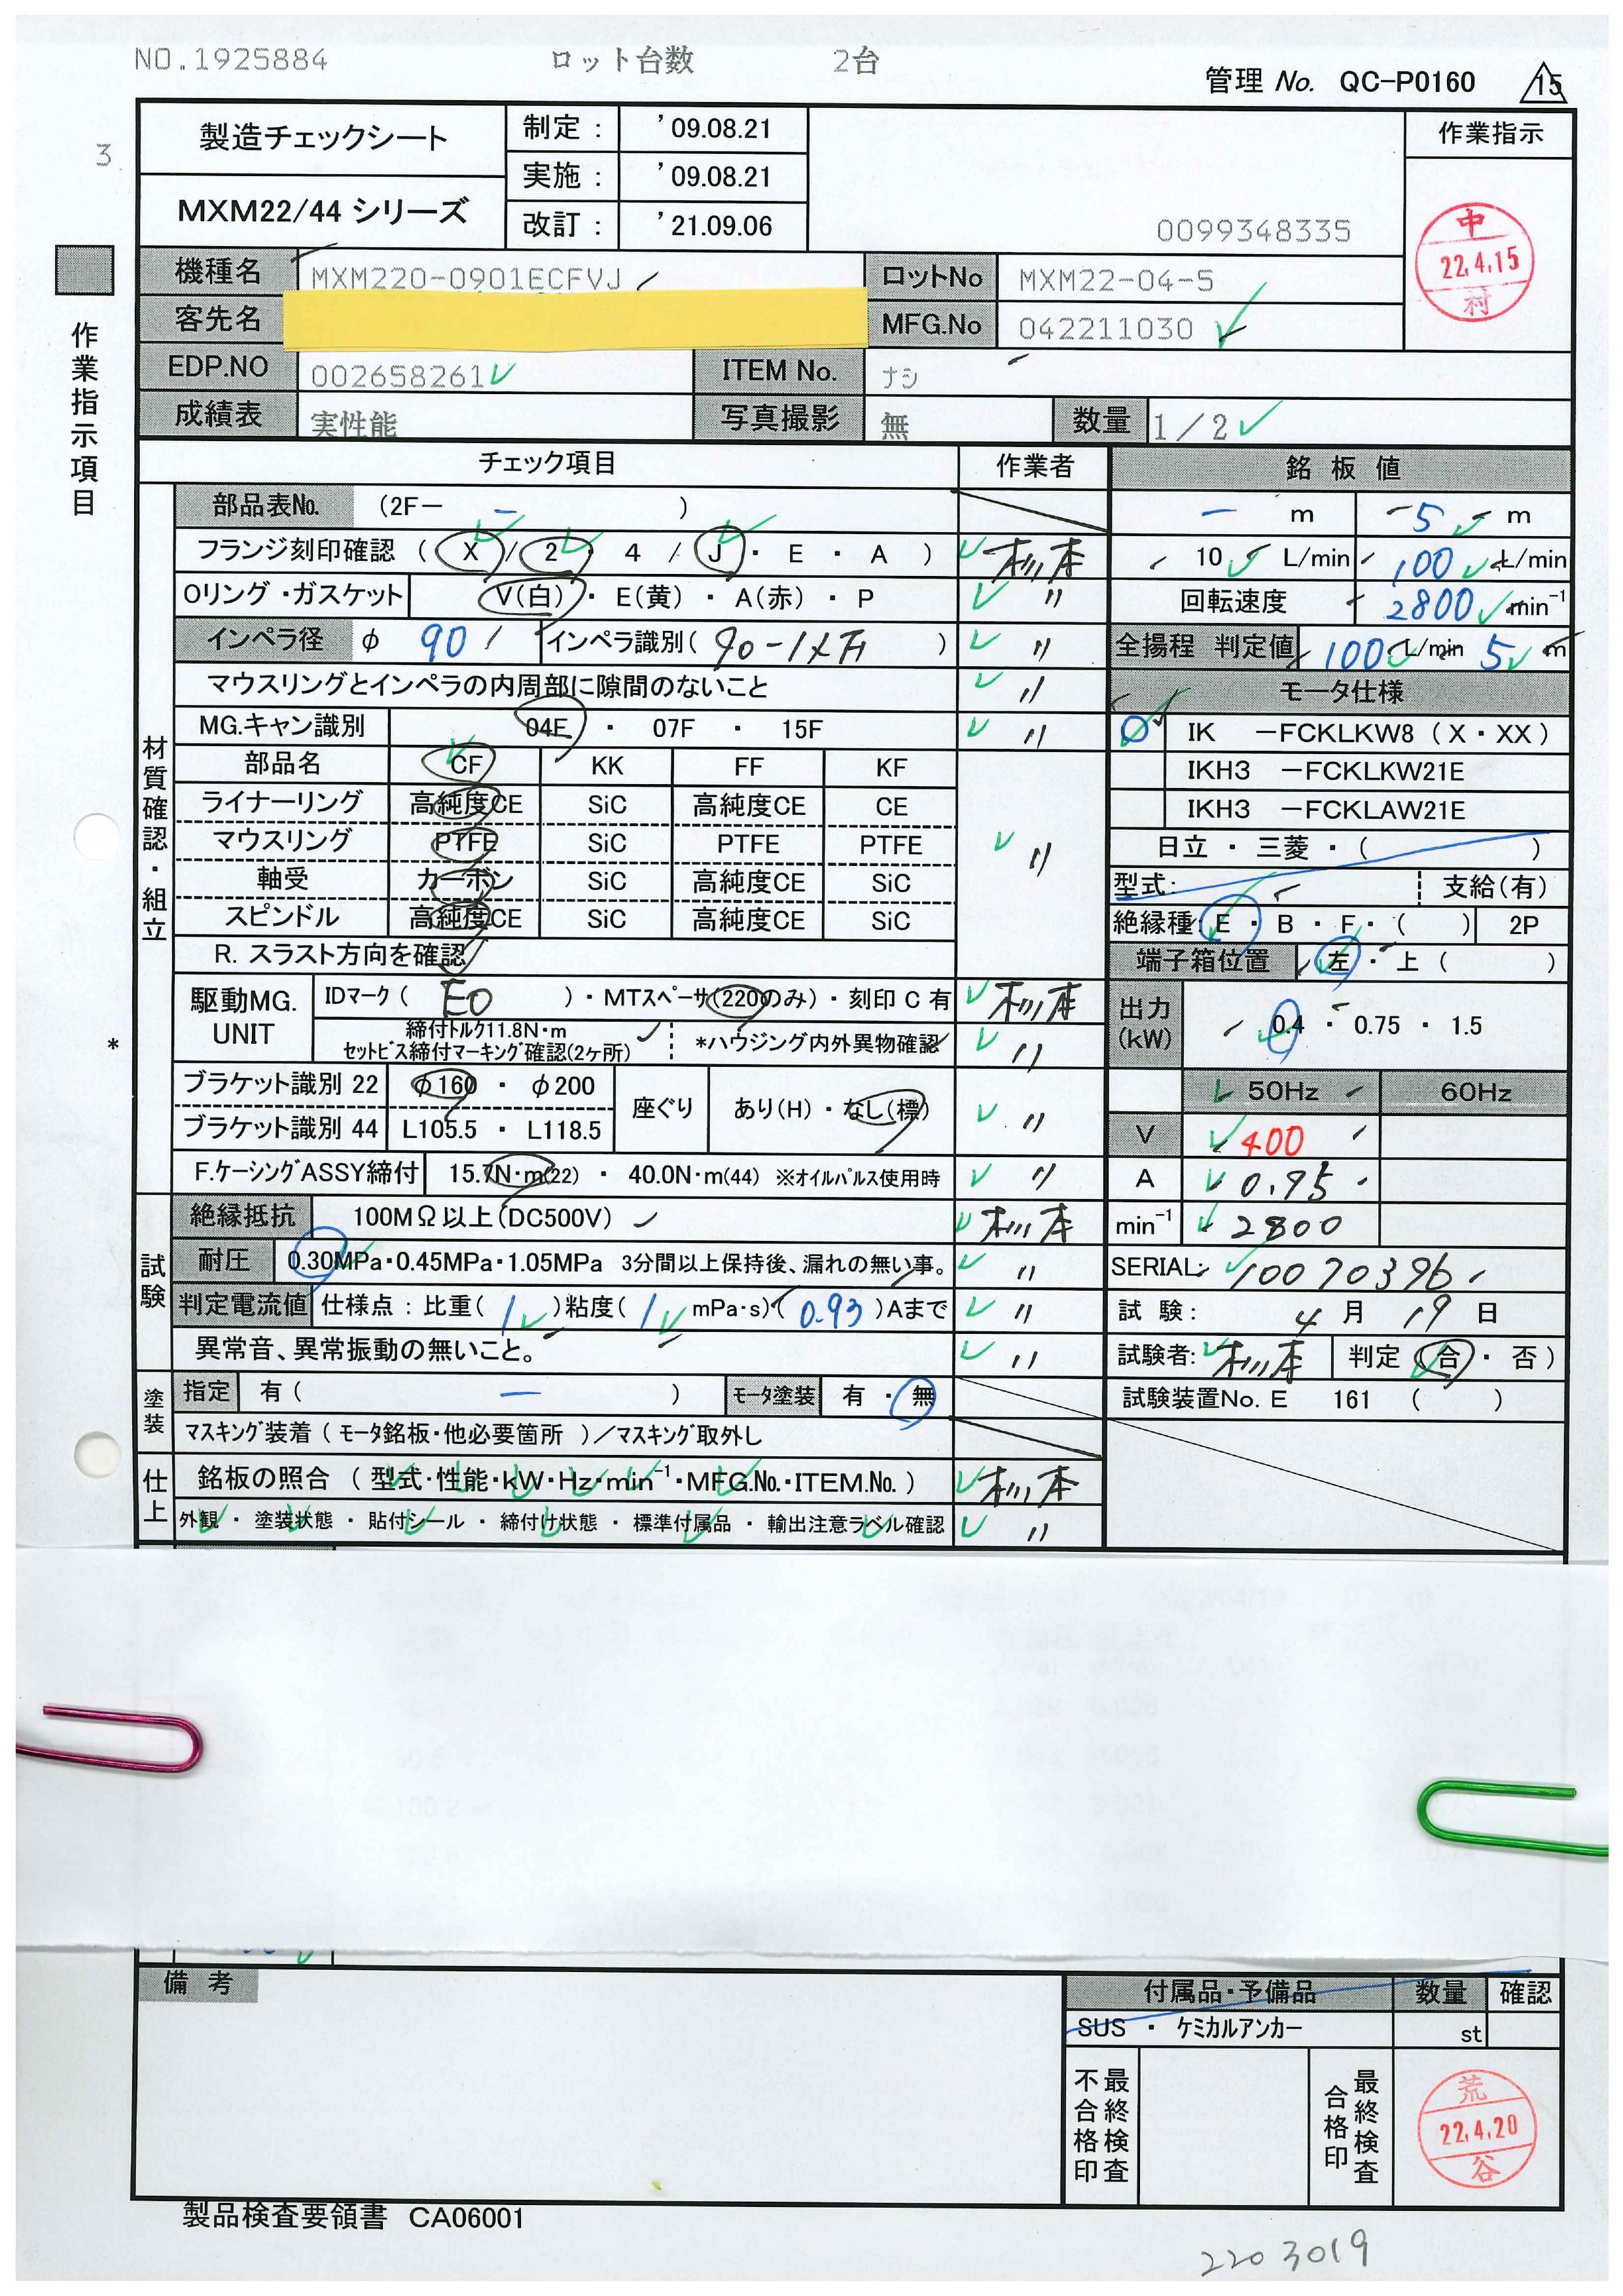 NO.1925884 ロット台数 2台
管理 No. QC-P0160 15
3
製造チェックシート
MXM22/44 シリーズ
制定： ’09.08.21
実施： ’09.08.21
改訂： ’21.09.06
0099348335
作業指示
中
22.4.15
村
作業指示項目
機種名 MXM220-0901ECFVJ ロットNo MXM22-04-5
客先名 MFG.No 042211030
EDP.NO 002658261 ITEM No. ナシ
成績表 実性能 写真撮影 無 数量 1／2
チェック項目 作業者
材質確認・組立
部品表No. （2F－ － ）
フランジ刻印確認 （ X / 2 ・ 4 / J ・ E ・ A ）
Oリング・ガスケット V(白) ・ E(黄) ・ A(赤) ・ P 〃
インペラ径 φ 90 インペラ識別( ) 〃
マウスリングとインペラの内周部に隙間のないこと 〃
MG.キャン識別 04F ・ 07F ・ 15F 〃
部品名 CF KK FF KF
ライナーリング 高純度CE SiC 高純度CE CE
マウスリング PTFE SiC PTFE PTFE 〃
軸受 カーボン SiC 高純度CE SiC
スピンドル 高純度CE SiC 高純度CE SiC
R. スラスト方向を確認
駆動MG. UNIT IDマーク（ E0 ）・MTスペーサ(220のみ)・刻印 C 有
* 締付トルク11.8N・m
セットビス締付マーキング確認(2ヶ所) *ハウジング内外異物確認 〃
ブラケット識別 22 φ160 ・ φ200 座ぐり あり(H)・なし(標) 〃
ブラケット識別 44 L105.5 ・ L118.5
F.ケーシングASSY締付 15.7N・m(22) ・ 40.0N・m(44) ※オイルパルス使用時 〃
試験
絶縁抵抗 100MΩ以上(DC500V)
耐圧 0.30MPa・0.45MPa・1.05MPa 3分間以上保持後、漏れの無い事。 〃
判定電流値 仕様点：比重( 1 )粘度( 1 mPa・s)( 0.93 )Aまで 〃
異常音、異常振動の無いこと。 〃
塗装
指定 有（ － ） モータ塗装 有 ・ 無
マスキング装着（モータ銘板・他必要箇所）／マスキング取外し
仕上
銘板の照合（型式・性能・kW・Hz・min⁻¹・MFG.No.・ITEM.No.）
外観 ・ 塗装状態 ・ 貼付シール ・ 締付け状態 ・ 標準付属品 ・ 輸出注意ラベル確認 〃
銘板値
－ m 5 m
10 L/min 100 L/min
回転速度 2800 min⁻¹
全揚程 判定値 100 L/min 5 m
モータ仕様
IK －FCKLKW8（X・XX）
IKH3 －FCKLKW21E
IKH3 －FCKLAW21E
日立 ・ 三菱 ・（ ）
型式: 支給(有)
絶縁種: E ・ B ・ F ・（ ） 2P
端子箱位置 左 ・ 上（ ）
出力(kW) 0.4 ・ 0.75 ・ 1.5
50Hz 60Hz
V 400
A 0.95
min⁻¹ 2800
SERIAL: 10070396
試 験： 4 月 19 日
試験者: 判定（合・否）
試験装置No. E 161 （ ）
備考
付属品・予備品 数量 確認
SUS ・ ケミカルアンカー st
最終検査不合格印
最終検査合格印
荒
22.4.20
谷
製品検査要領書 CA06001
2203019